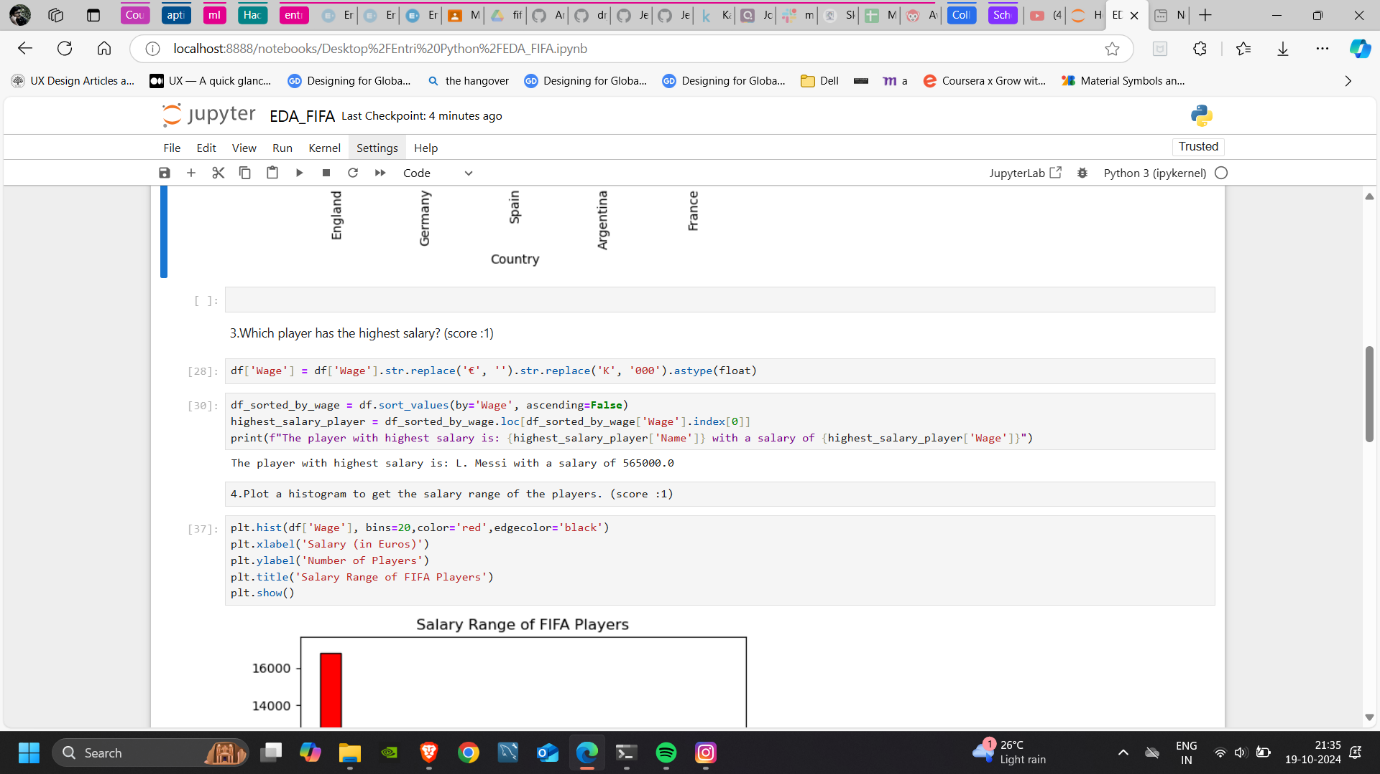 Cou
apti
ml
Hac
enti
Coll
Sch
localhost:8888/notebooks/Desktop%2FEntri%20Python%2FEDA_FIFA.ipynb
UX Design Articles a...
UX — A quick glanc...
Designing for Globa...
the hangover
Designing for Globa...
Designing for Globa...
Dell
a
Coursera x Grow wit...
Material Symbols an...
jupyter
EDA_FIFA
Last Checkpoint: 4 minutes ago
File Edit View Run Kernel Settings Help
Trusted
Code
JupyterLab
Python 3 (ipykernel)
England
Germany
Spain
Argentina
France
Country
[ ]:
3.Which player has the highest salary? (score :1)
[28]:
df['Wage'] = df['Wage'].str.replace('€', '').str.replace('K', '000').astype(float)
[30]:
df_sorted_by_wage = df.sort_values(by='Wage', ascending=False)
highest_salary_player = df_sorted_by_wage.loc[df_sorted_by_wage['Wage'].index[0]]
print(f"The player with highest salary is: {highest_salary_player['Name']} with a salary of {highest_salary_player['Wage']}")
The player with highest salary is: L. Messi with a salary of 565000.0
4.Plot a histogram to get the salary range of the players. (score :1)
[37]:
plt.hist(df['Wage'], bins=20,color='red',edgecolor='black')
plt.xlabel('Salary (in Euros)')
plt.ylabel('Number of Players')
plt.title('Salary Range of FIFA Players')
plt.show()
Salary Range of FIFA Players
16000
14000
Search
26°C
Light rain
ENG
IN
21:35
19-10-2024